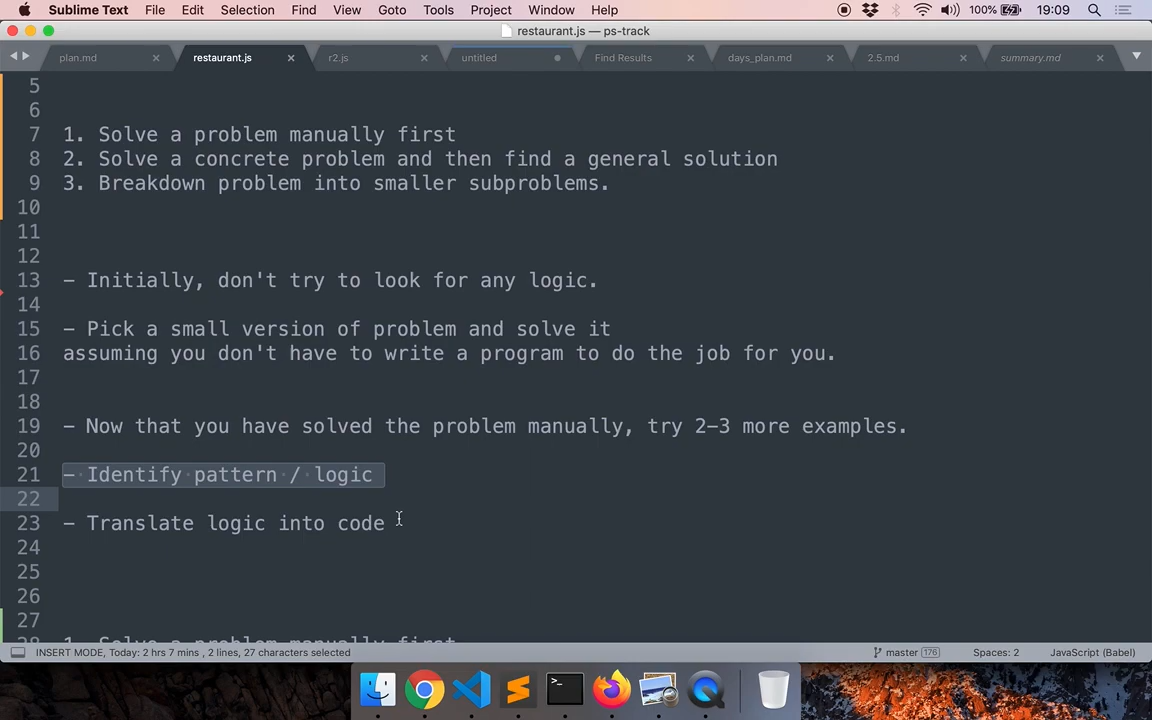 Sublime Text File Edit Selection Find View Goto Tools Project Window Help 100% 19:09
restaurant.js — ps-track
plan.md restaurant.js r2.js untitled Find Results days_plan.md 2.5.md summary.md
5
6
7 1. Solve a problem manually first
8 2. Solve a concrete problem and then find a general solution
9 3. Breakdown problem into smaller subproblems.
10
11
12
13 - Initially, don't try to look for any logic.
14
15 - Pick a small version of problem and solve it
16 assuming you don't have to write a program to do the job for you.
17
18
19 - Now that you have solved the problem manually, try 2-3 more examples.
20
21 - Identify pattern / logic
22
23 - Translate logic into code
24
25
26
27
28 1. Solve a problem manually first
INSERT MODE, Today: 2 hrs 7 mins , 2 lines, 27 characters selected master 176 Spaces: 2 JavaScript (Babel)